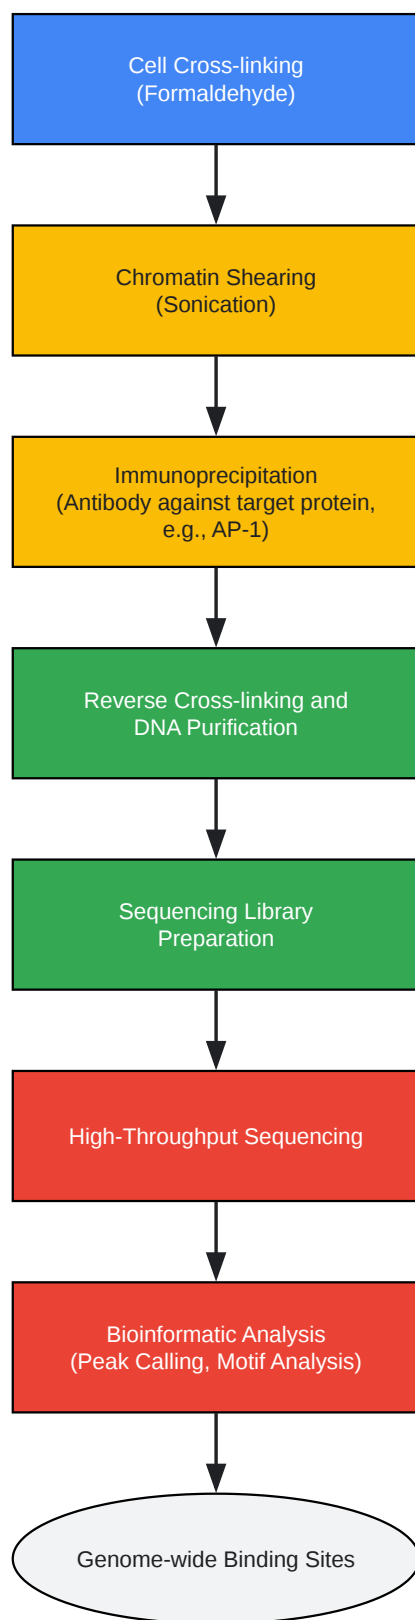 Cell Cross-linking
(Formaldehyde)
Chromatin Shearing
(Sonication)
Immunoprecipitation
(Antibody against target protein,
e.g., AP-1)
Reverse Cross-linking and
DNA Purification
Sequencing Library
Preparation
High-Throughput Sequencing
Bioinformatic Analysis
(Peak Calling, Motif Analysis)
Genome-wide Binding Sites